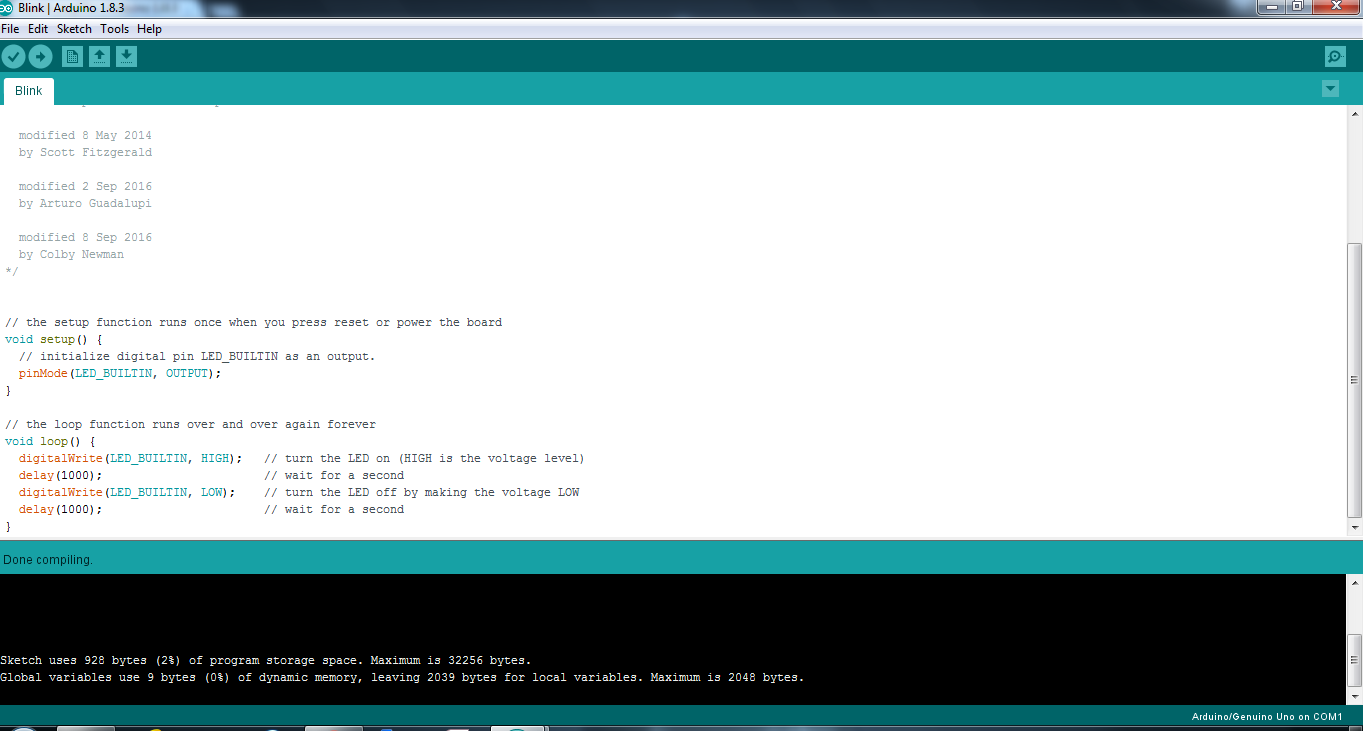 Blink | Arduino 1.8.3
File Edit Sketch Tools Help
Blink
modified 8 May 2014
by Scott Fitzgerald
modified 2 Sep 2016
by Arturo Guadalupi
modified 8 Sep 2016
by Colby Newman
*/
// the setup function runs once when you press reset or power the board
void setup() {
// initialize digital pin LED_BUILTIN as an output.
pinMode(LED_BUILTIN, OUTPUT);
}
// the loop function runs over and over again forever
void loop() {
digitalWrite(LED_BUILTIN, HIGH);   // turn the LED on (HIGH is the voltage level)
delay(1000);                       // wait for a second
digitalWrite(LED_BUILTIN, LOW);    // turn the LED off by making the voltage LOW
delay(1000);                       // wait for a second
}
Done compiling.
Sketch uses 928 bytes (2%) of program storage space. Maximum is 32256 bytes.
Global variables use 9 bytes (0%) of dynamic memory, leaving 2039 bytes for local variables. Maximum is 2048 bytes.
Arduino/Genuino Uno on COM1